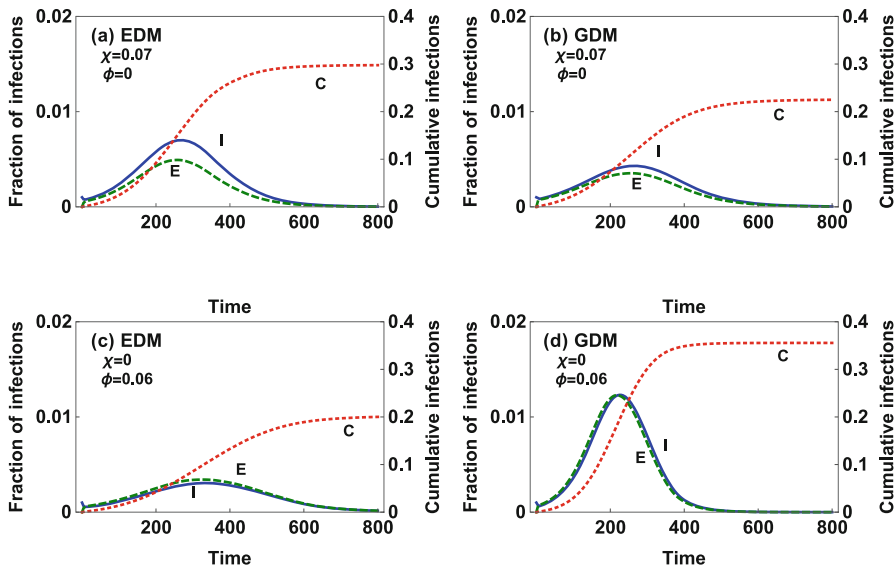 0.02
0.01
0
Fraction of infections
(a) EDM
χ=0.07
ϕ=0
C
I
E
200 400 600 800
0.4
0.3
0.2
0.1
0
Cumulative infections
Time
0.02
0.01
0
Fraction of infections
(b) GDM
χ=0.07
ϕ=0
C
I
E
200 400 600 800
0.4
0.3
0.2
0.1
0
Cumulative infections
Time
0.02
0.01
0
Fraction of infections
(c) EDM
χ=0
ϕ=0.06
C
E
I
200 400 600 800
0.4
0.3
0.2
0.1
0
Cumulative infections
Time
0.02
0.01
0
Fraction of infections
(d) GDM
χ=0
ϕ=0.06
C
I
E
200 400 600 800
0.4
0.3
0.2
0.1
0
Cumulative infections
Time